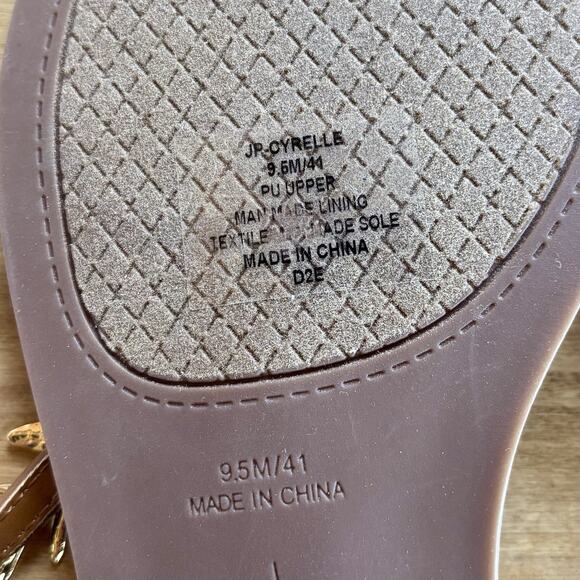 JP-CYRELLE
9.5M/41
PU UPPER
MAN MADE LINING
TEXTILE MADE SOLE
MADE IN CHINA
D2E
9.5M/41
MADE IN CHINA
L